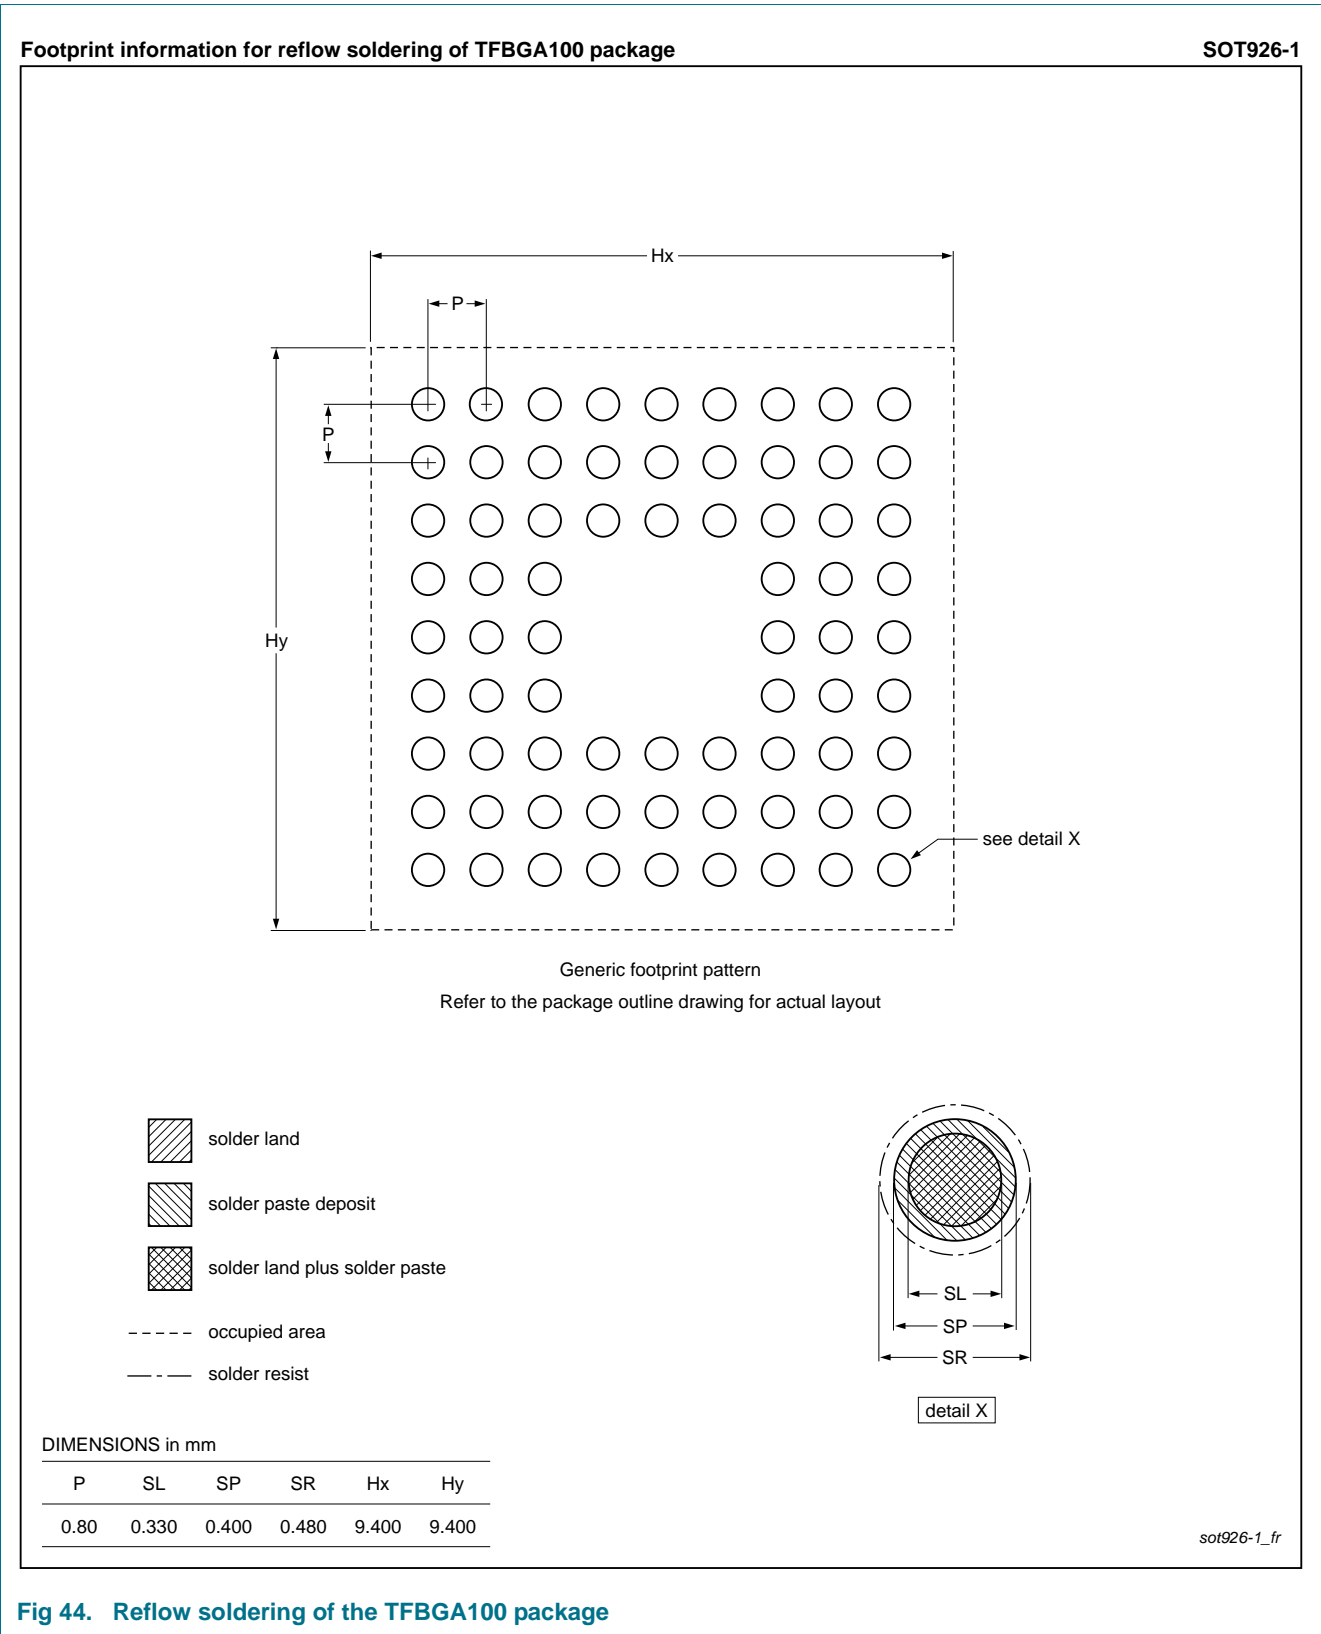 Footprint information for reflow soldering of TFBGA100 package SOT926-1
Hx
P
P
Hy
see detail X
Generic footprint pattern
Refer to the package outline drawing for actual layout
solder land
solder paste deposit
solder land plus solder paste
occupied area
solder resist
SL
SP
SR
detail X
DIMENSIONS in mm
P SL SP SR Hx Hy
0.80 0.330 0.400 0.480 9.400 9.400
sot926-1_fr
Fig 44. Reflow soldering of the TFBGA100 package